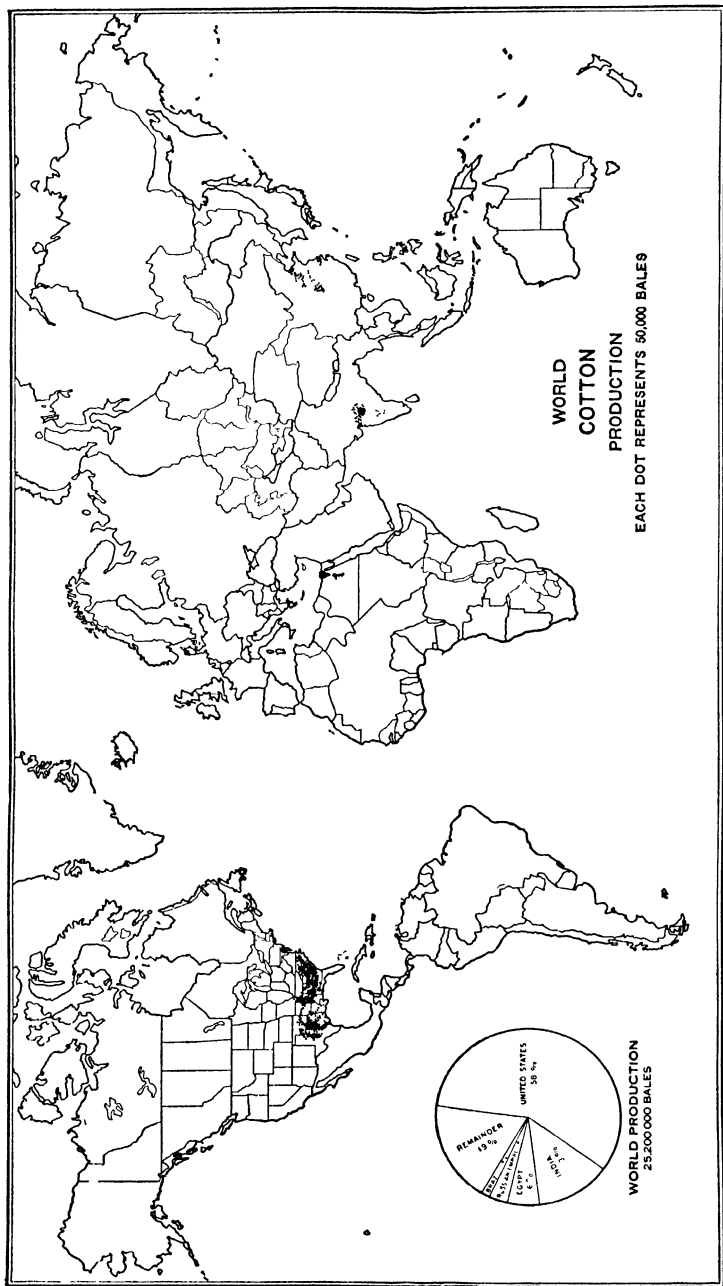 WORLD
COTTON
PRODUCTION
EACH DOT REPRESENTS 50,000 BALES
UNITED STATES
58 %
REMAINDER
19 %
EGYPT
6 %
INDIA
WORLD PRODUCTION
25,200 000 BALES